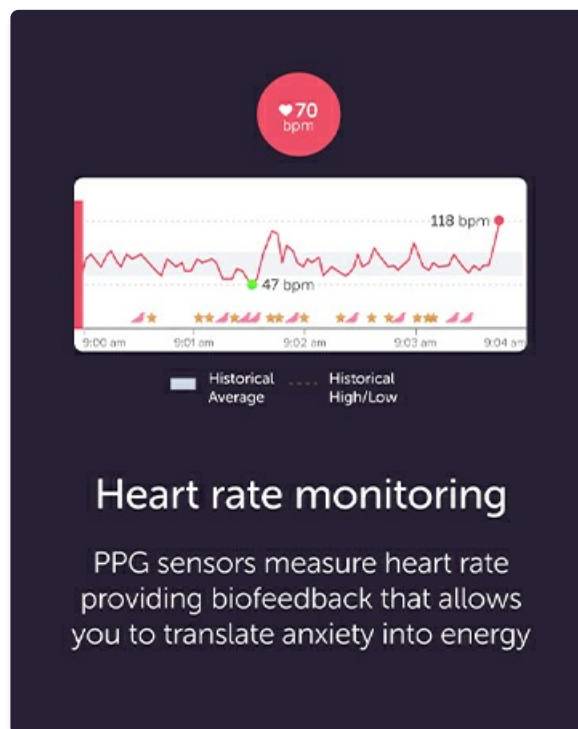 ♥70
bpm
118 bpm
47 bpm
9:00 am 9:01 am 9:02 am 9:03 am 9:04 am
Historical Average
Historical High/Low
Heart rate monitoring
PPG sensors measure heart rate
providing biofeedback that allows
you to translate anxiety into energy